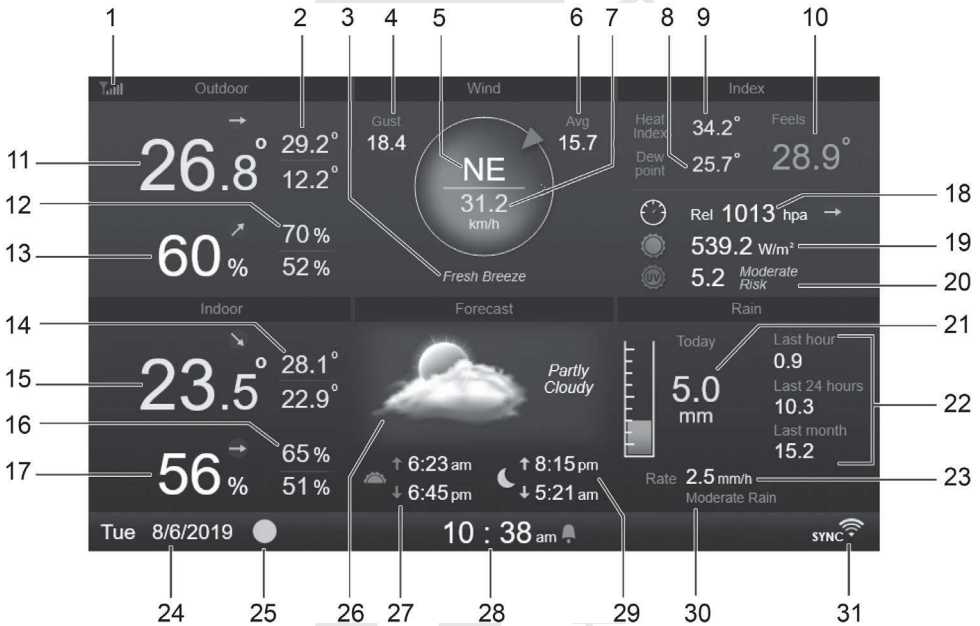 1 2 3 4 5 6 7 8 9 10
Outdoor Wind Index
26.8° 29.2° 12.2°
Gust 18.4
Avg 15.7
NE
31.2
km/h
Fresh Breeze
Heat Index 34.2°
Dew point 25.7°
Feels 28.9°
60% 70% 52%
Rel 1013 hpa
539.2 W/m²
UV 5.2 Moderate Risk
11
12
13
14
15
16
17
18
19
20
21
22
23
Indoor Forecast Rain
23.5° 28.1° 22.9°
56% 65% 51%
Partly
Cloudy
↑ 6:23 am ↑ 8:15 pm
↓ 6:45 pm ↓ 5:21 am
Today
5.0
mm
Last hour
0.9
Last 24 hours
10.3
Last month
15.2
Rate 2.5 mm/h
Moderate Rain
Tue 8/6/2019 10 : 38 am SYNC
24 25 26 27 28 29 30 31